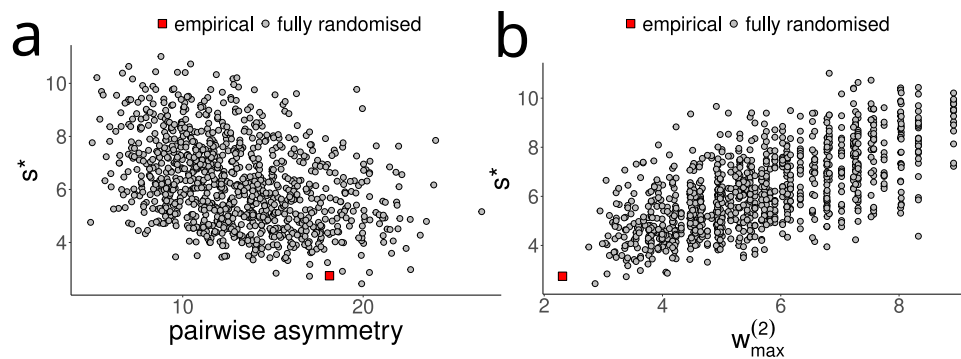 a
empirical fully randomised
10
8
6
4
s*
10 20
pairwise asymmetry
b
empirical fully randomised
10
8
6
4
s*
2 4 6 8
w_max^(2)